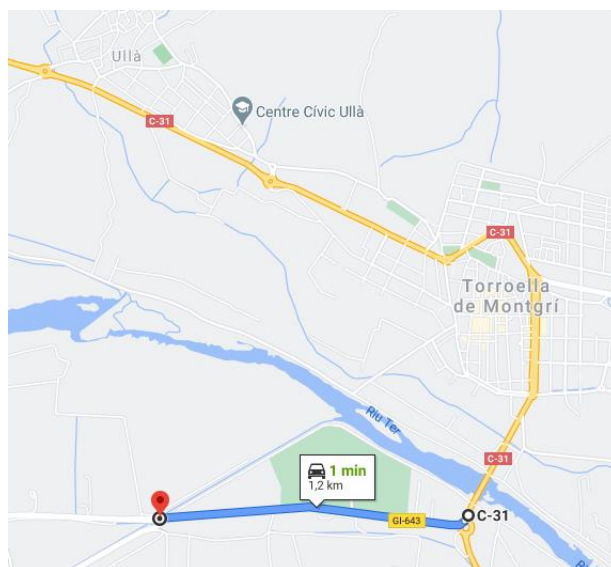 Ullà
Centre Cívic Ullà
C-31
C-31
Torroella
de Montgrí
Riu Ter
C-31
1 min
1,2 km
GI-643
C-31